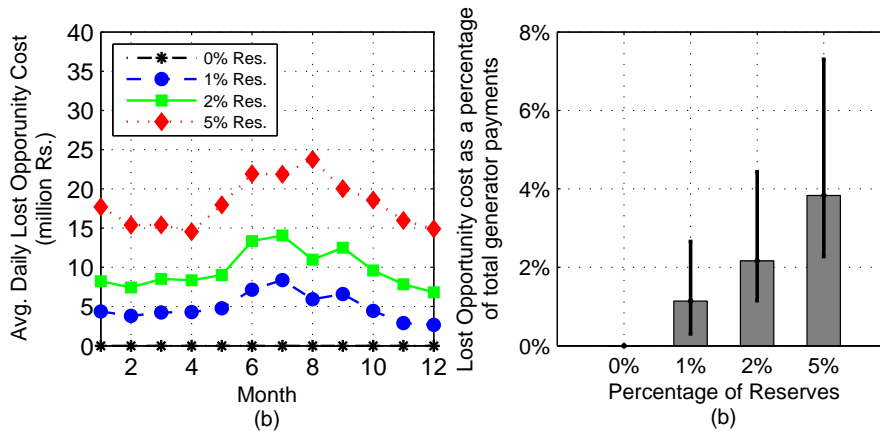 Avg. Daily Lost Opporunity Cost
(million Rs.)
40
35
30
25
20
15
10
5
0
0% Res.
1% Res.
2% Res.
5% Res.
2
4
6
8
10
12
Month
(b)
Lost Opportunity cost as a percentage
of total generator payments
8%
6%
4%
2%
0%
0%
1%
2%
5%
Percentage of Reserves
(b)